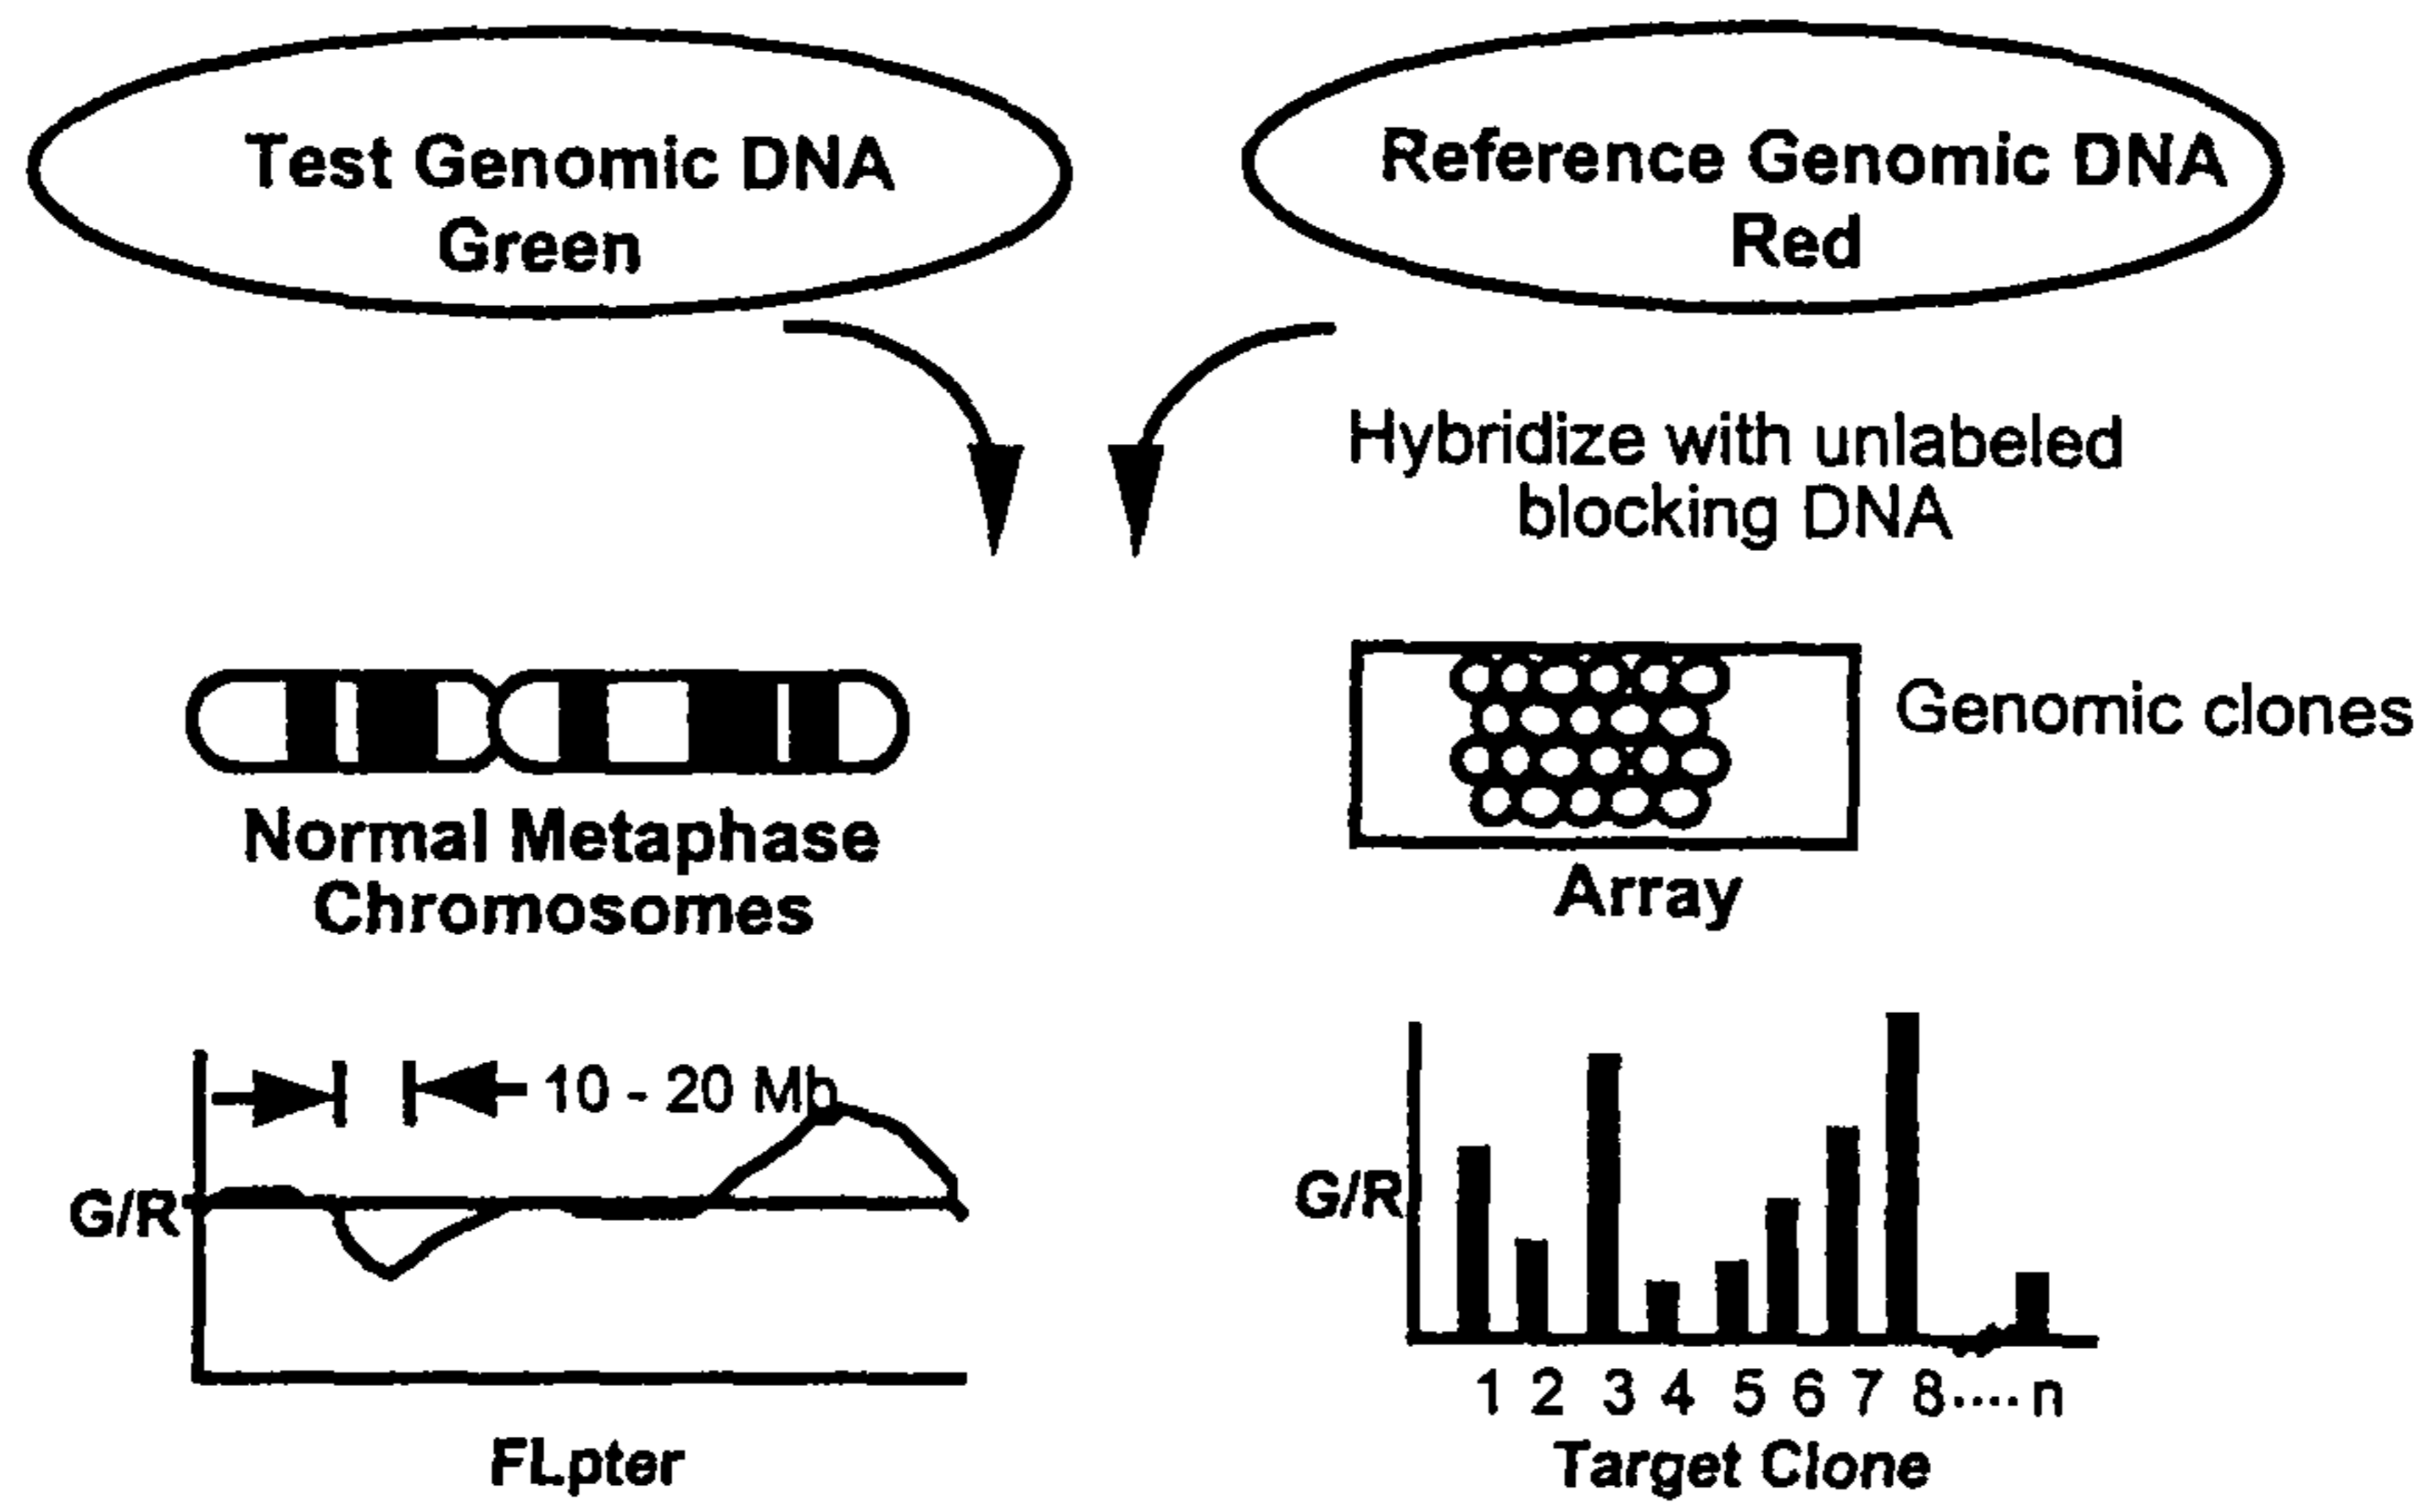 Test Genomic DNA
Green
Reference Genomic DNA
Red
Hybridize with unlabeled
blocking DNA
Normal Metaphase
Chromosomes
Genomic clones
Array
10 - 20 Mb
G/R
FLpter
G/R
1 2 3 4 5 6 7 8.... n
Target Clone